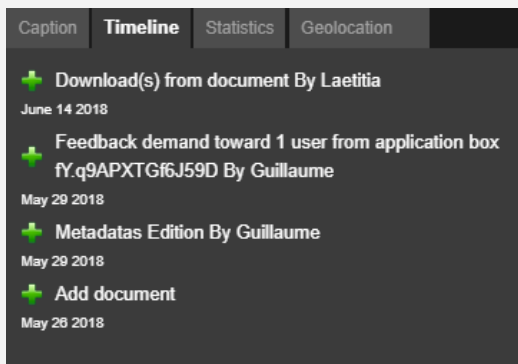 Caption Timeline Statistics Geolocation
Download(s) from document By Laetitia
June 14 2018
Feedback demand toward 1 user from application box
fY.q9APXTGf6J59D By Guillaume
May 29 2018
Metadatas Edition By Guillaume
May 29 2018
Add document
May 26 2018